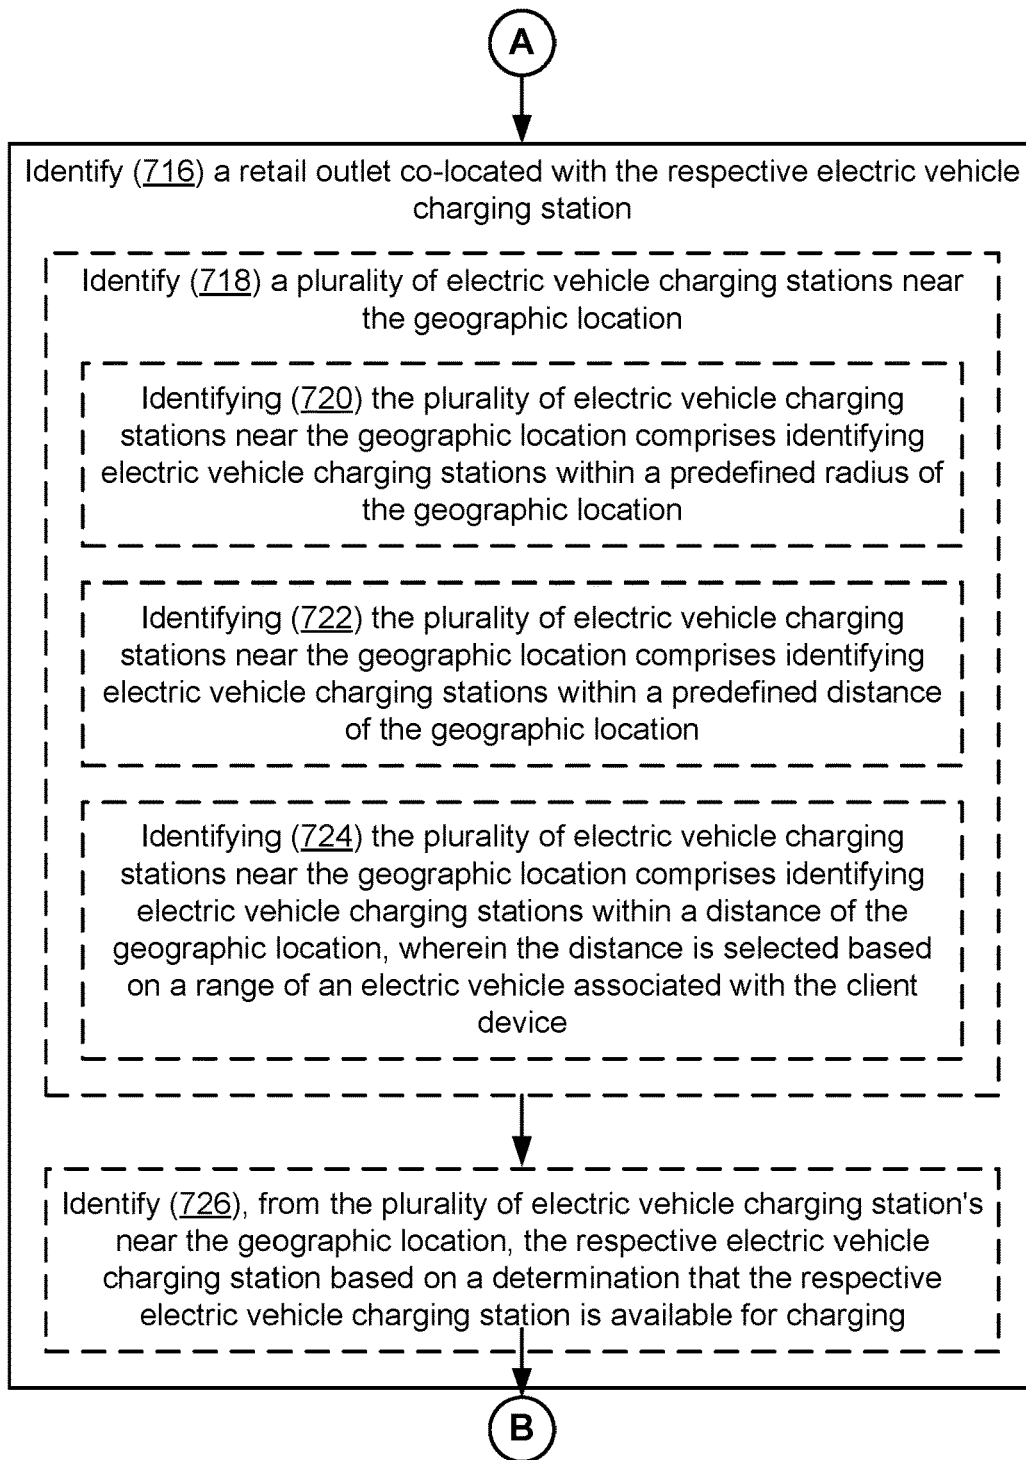 A
Identify (716) a retail outlet co-located with the respective electric vehicle
charging station
Identify (718) a plurality of electric vehicle charging stations near
the geographic location
Identifying (720) the plurality of electric vehicle charging
stations near the geographic location comprises identifying
electric vehicle charging stations within a predefined radius of
the geographic location
Identifying (722) the plurality of electric vehicle charging
stations near the geographic location comprises identifying
electric vehicle charging stations within a predefined distance
of the geographic location
Identifying (724) the plurality of electric vehicle charging
stations near the geographic location comprises identifying
electric vehicle charging stations within a distance of the
geographic location, wherein the distance is selected based
on a range of an electric vehicle associated with the client
device
Identify (726), from the plurality of electric vehicle charging station's
near the geographic location, the respective electric vehicle
charging station based on a determination that the respective
electric vehicle charging station is available for charging
B